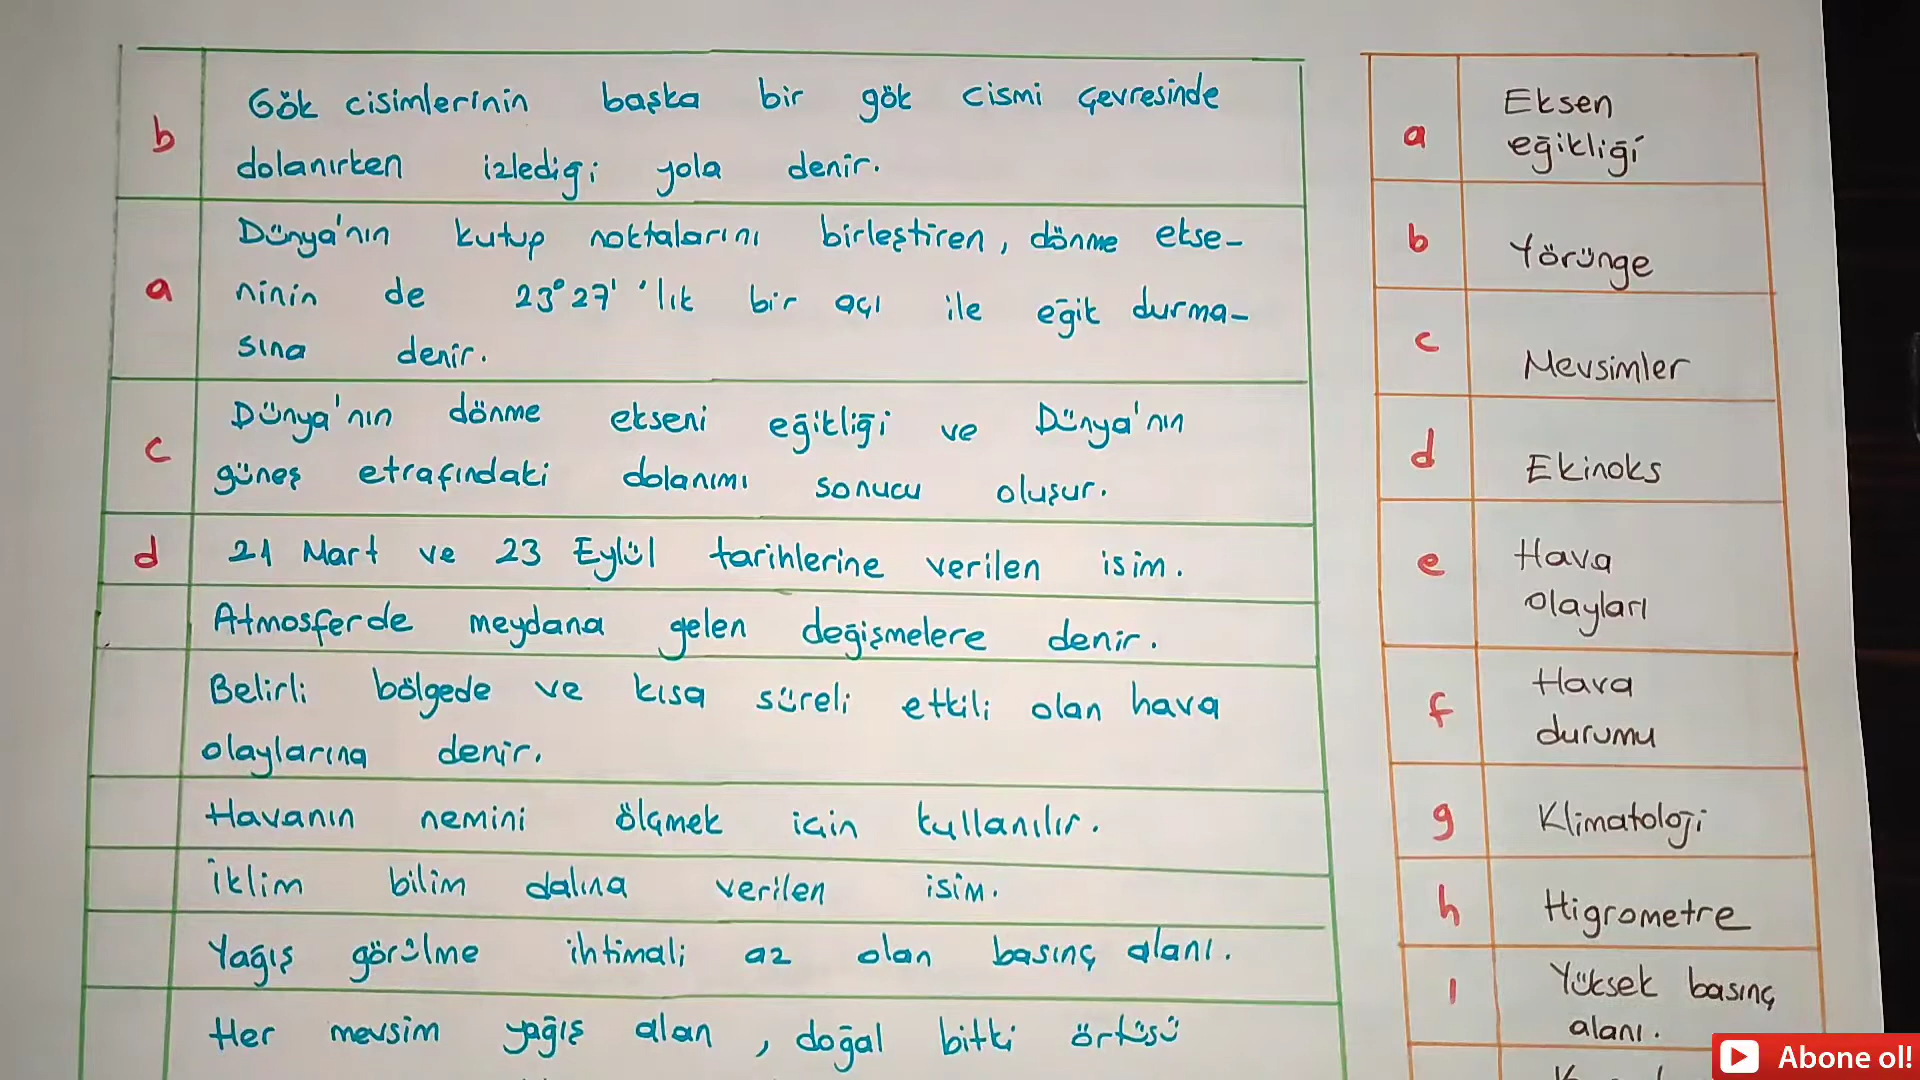 b
Gök cisimlerinin başka bir gök cismi çevresinde
dolanırken izlediği yola denir.
a
Dünya'nın kutup noktalarını birleştiren, dönme ekse-
ninin de 23°27' 'lık bir açı ile eğik durma-
sına denir.
c
Dünya'nın dönme ekseni eğikliği ve Dünya'nın
güneş etrafındaki dolanımı sonucu oluşur.
d
21 Mart ve 23 Eylül tarihlerine verilen isim.
Atmosferde meydana gelen değişmelere denir.
Belirli bölgede ve kısa süreli etkili olan hava
olaylarına denir.
Havanın nemini ölçmek için kullanılır.
İklim bilim dalına verilen isim.
Yağış görülme ihtimali az olan basınç alanı.
Her mevsim yağış alan, doğal bitki örtüsü
a
Eksen
eğikliği
b
Yörünge
c
Mevsimler
d
Ekinoks
e
Hava
olayları
f
Hava
durumu
g
Klimatoloji
h
Higrometre
ı
Yüksek basınç
alanı.
Abone ol!